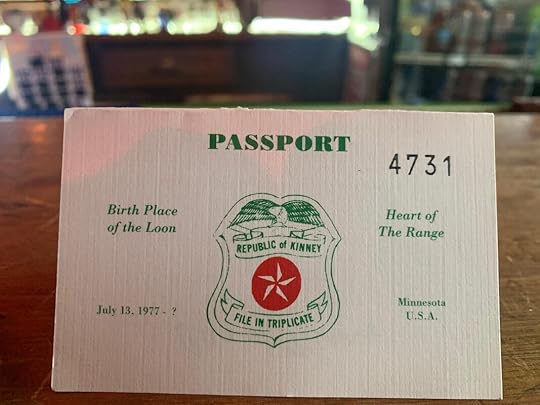 PASSPORT
4731
Birth Place
of the Loon
Heart of
The Range
REPUBLIC of KINNEY
FILE IN TRIPLICATE
July 13, 1977 - ?
Minnesota
U.S.A.